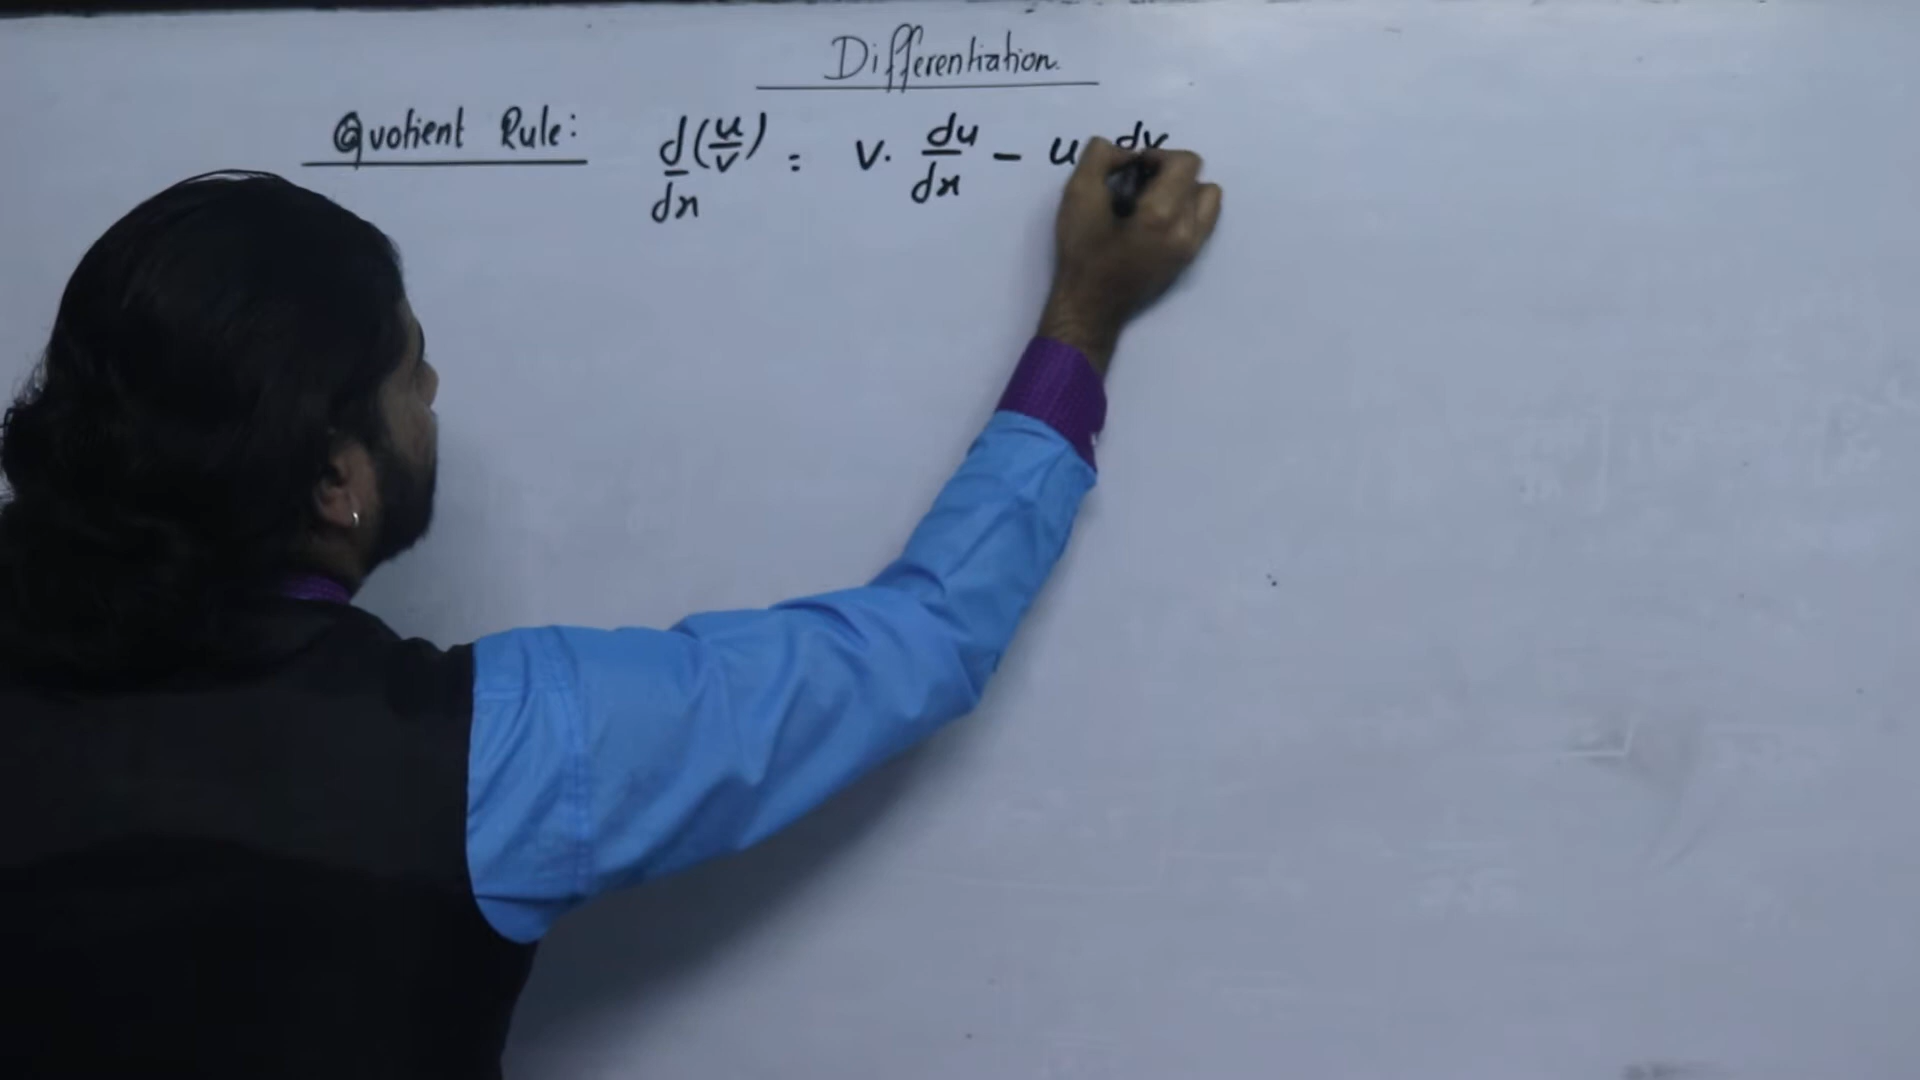 Differentiation.
Quotient Rule: d/dx (u/v) = v. du/dx - u dv